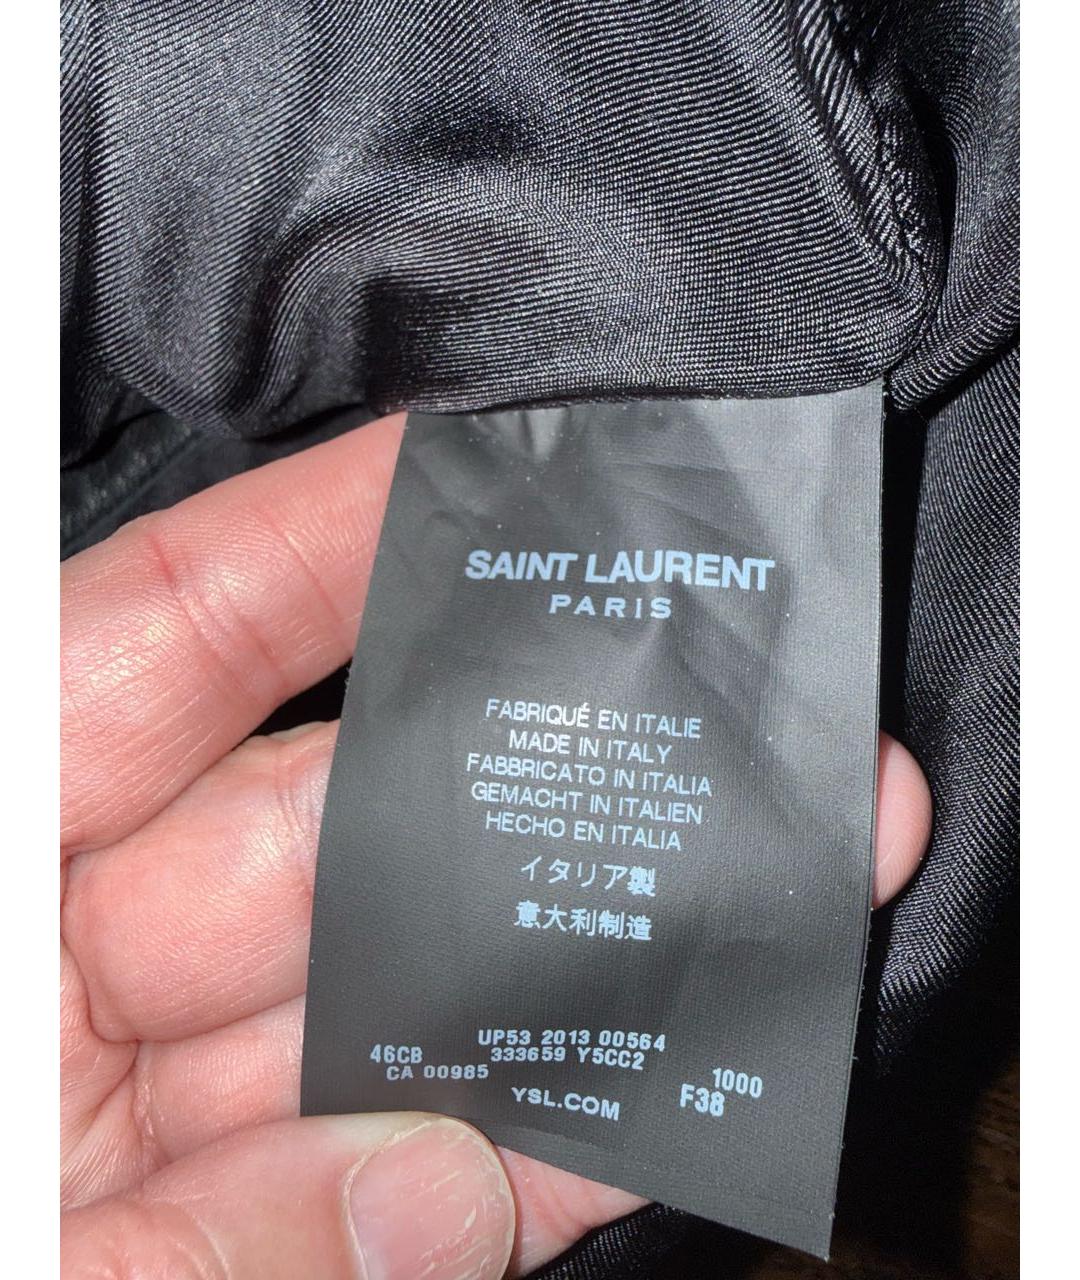 SAINT LAURENT
PARIS
FABRIQUÉ EN ITALIE
MADE IN ITALY
FABBRICATO IN ITALIA
GEMACHT IN ITALIEN
HECHO EN ITALIA
イタリア製
意大利制造
UP53 2013 00564
46CB 333659 Y5CC2
CA 00985 1000
YSL.COM F38